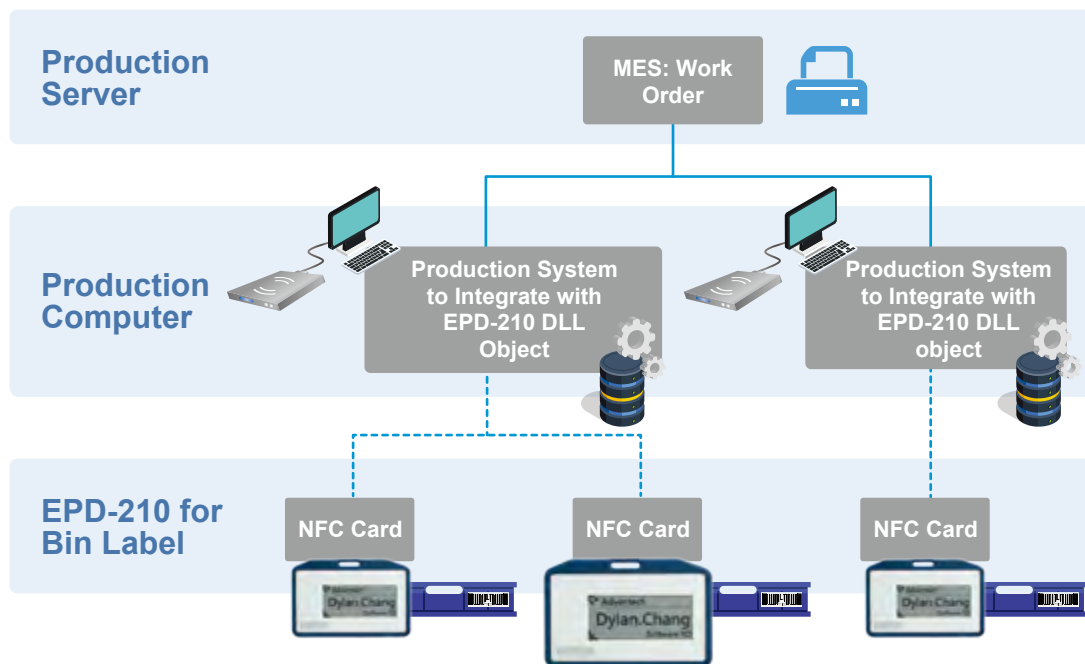 Production
Server
MES: Work
Order
Production
Computer
Production System
to Integrate with
EPD-210 DLL
Object
Production System
to Integrate with
EPD-210 DLL
object
EPD-210 for
Bin Label
NFC Card
NFC Card
NFC Card
Dylan.Chang
Advantech
Dylan.Chang
Software
Dylan.Chang